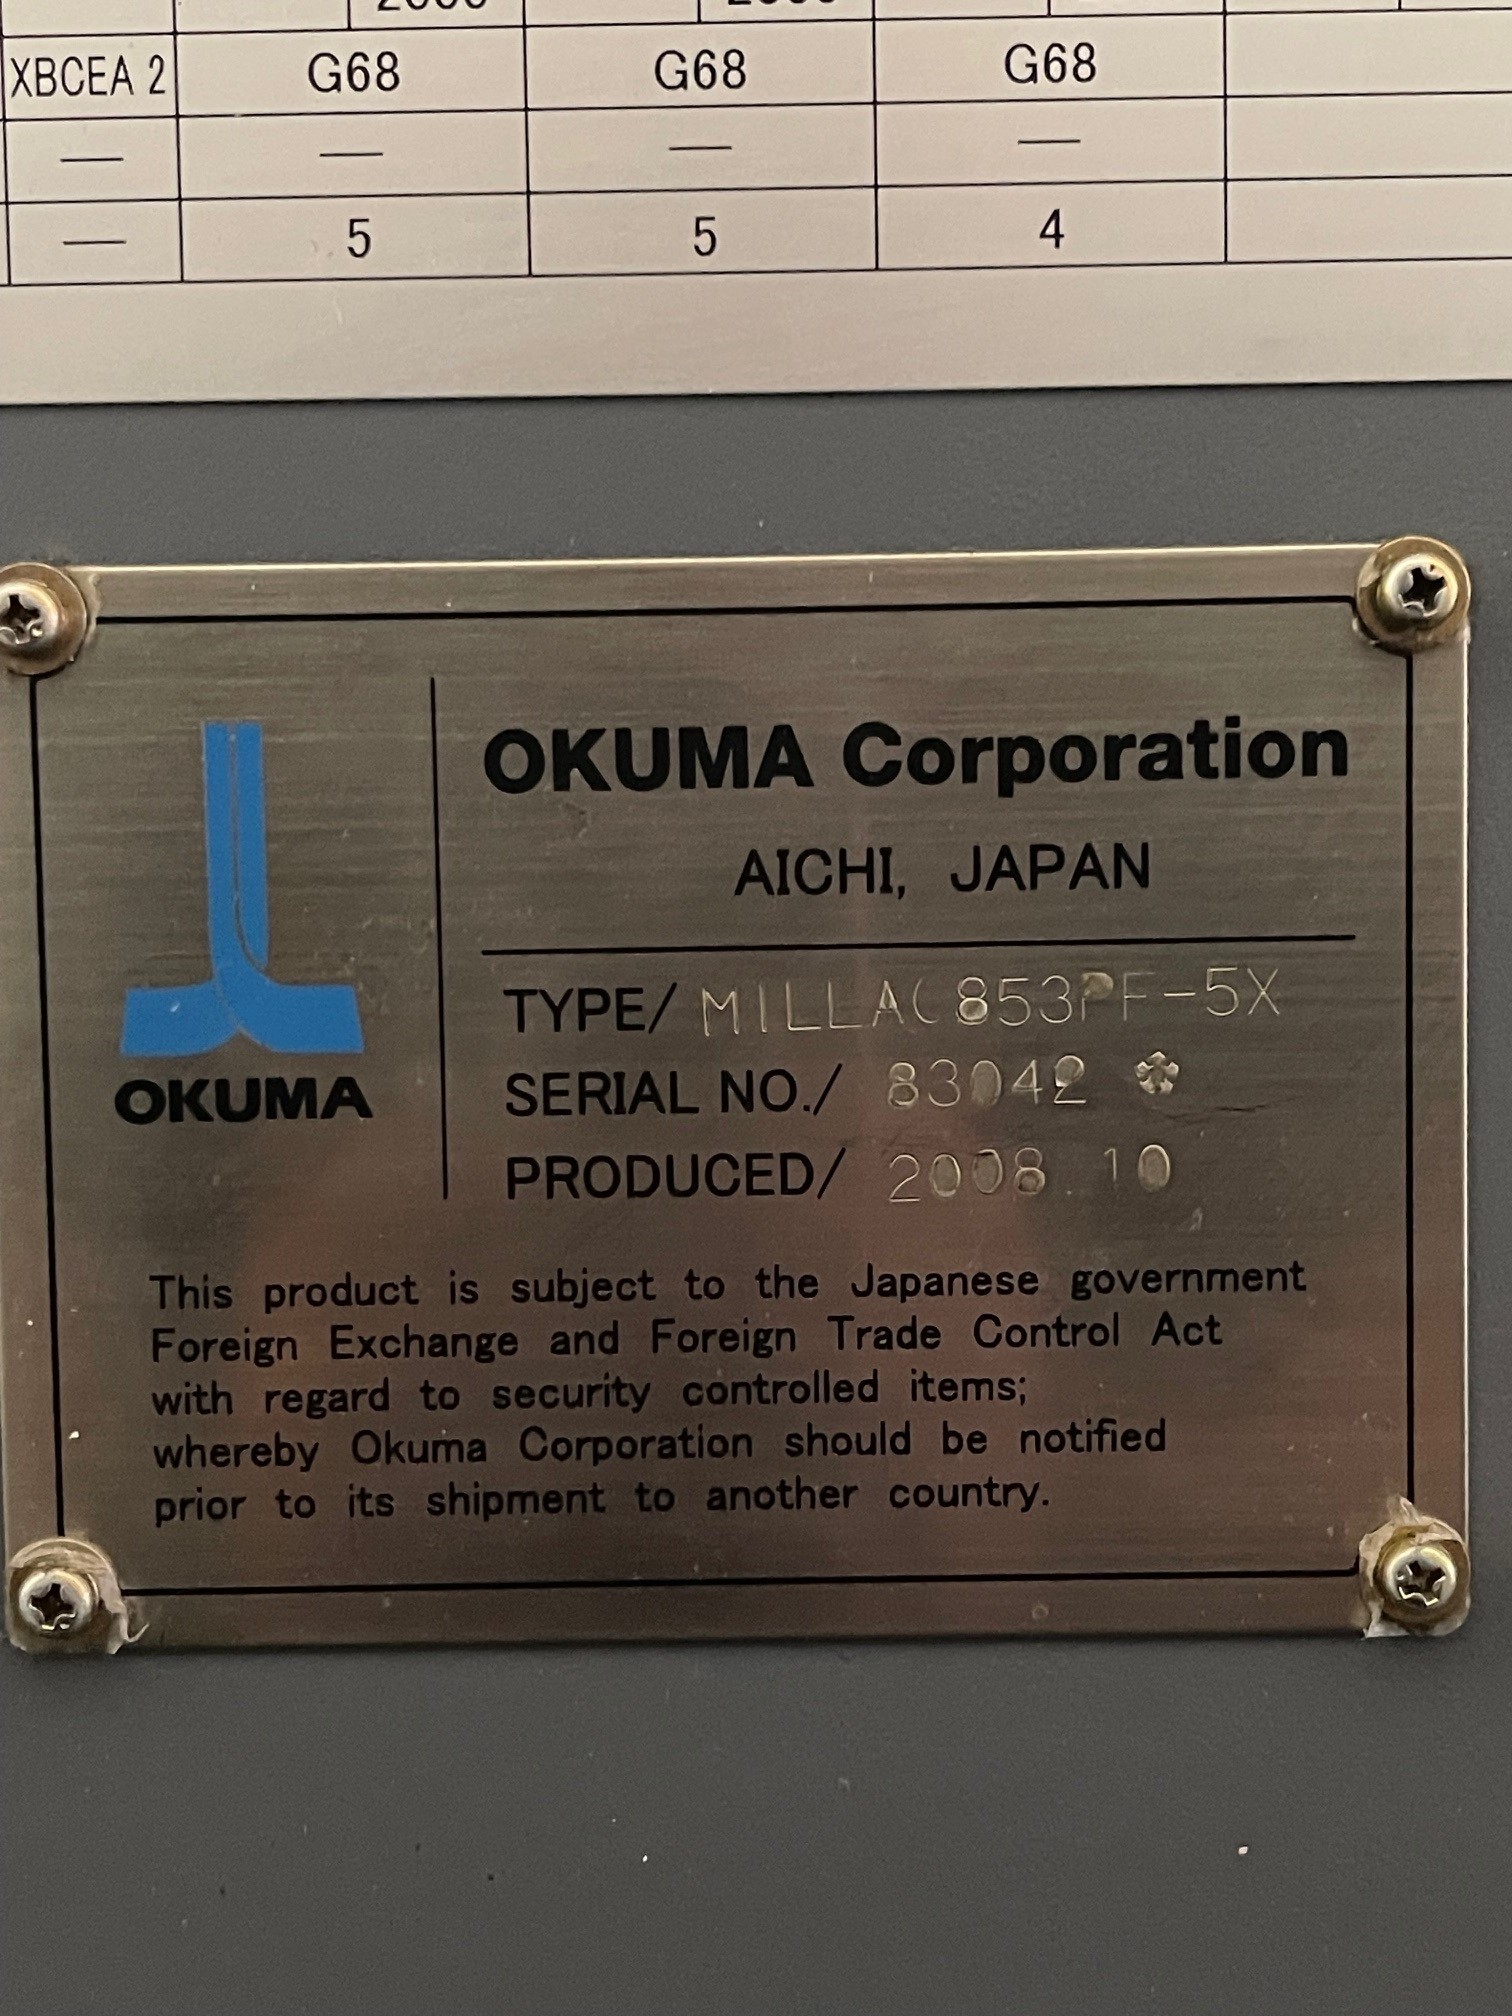 XBCEA 2 G68 G68 G68
— — — —
— 5 5 4
OKUMA Corporation
AICHI, JAPAN
OKUMA
TYPE/ MILLAC 853PF-5X
SERIAL NO./ 83042 *
PRODUCED/ 2008. 10
This product is subject to the Japanese government
Foreign Exchange and Foreign Trade Control Act
with regard to security controlled items;
whereby Okuma Corporation should be notified
prior to its shipment to another country.